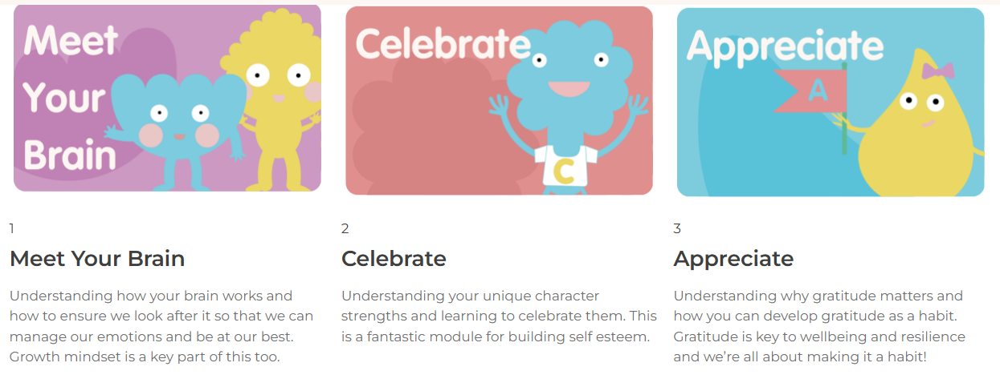 Meet
Your
Brain
Celebrate
C
Appreciate
A
1
Meet Your Brain
Understanding how your brain works and
how to ensure we look after it so that we can
manage our emotions and be at our best.
Growth mindset is a key part of this too.
2
Celebrate
Understanding your unique character
strengths and learning to celebrate them. This
is a fantastic module for building self esteem.
3
Appreciate
Understanding why gratitude matters and
how you can develop gratitude as a habit.
Gratitude is key to wellbeing and resilience
and we’re all about making it a habit!